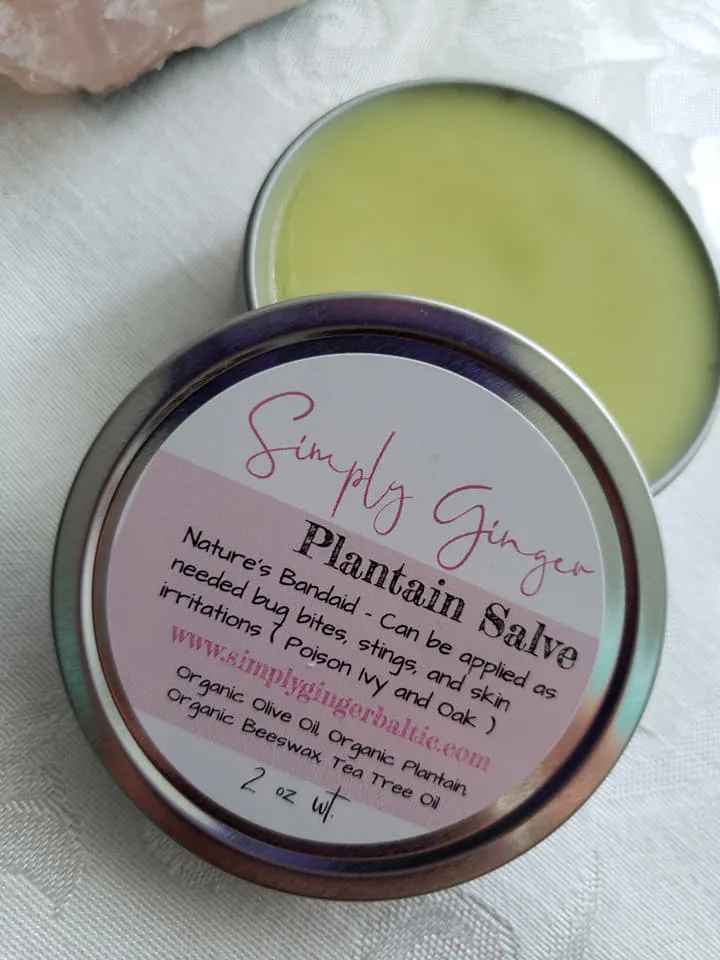 Simply Ginger
Plantain Salve
Nature's Bandaid - Can be applied as
needed bug bites, stings, and skin
irritations ( Poison Ivy and Oak )
www.simplygingerbaltic.com
Organic Olive Oil, Organic Plantain,
Organic Beeswax, Tea Tree Oil
2 oz wt.